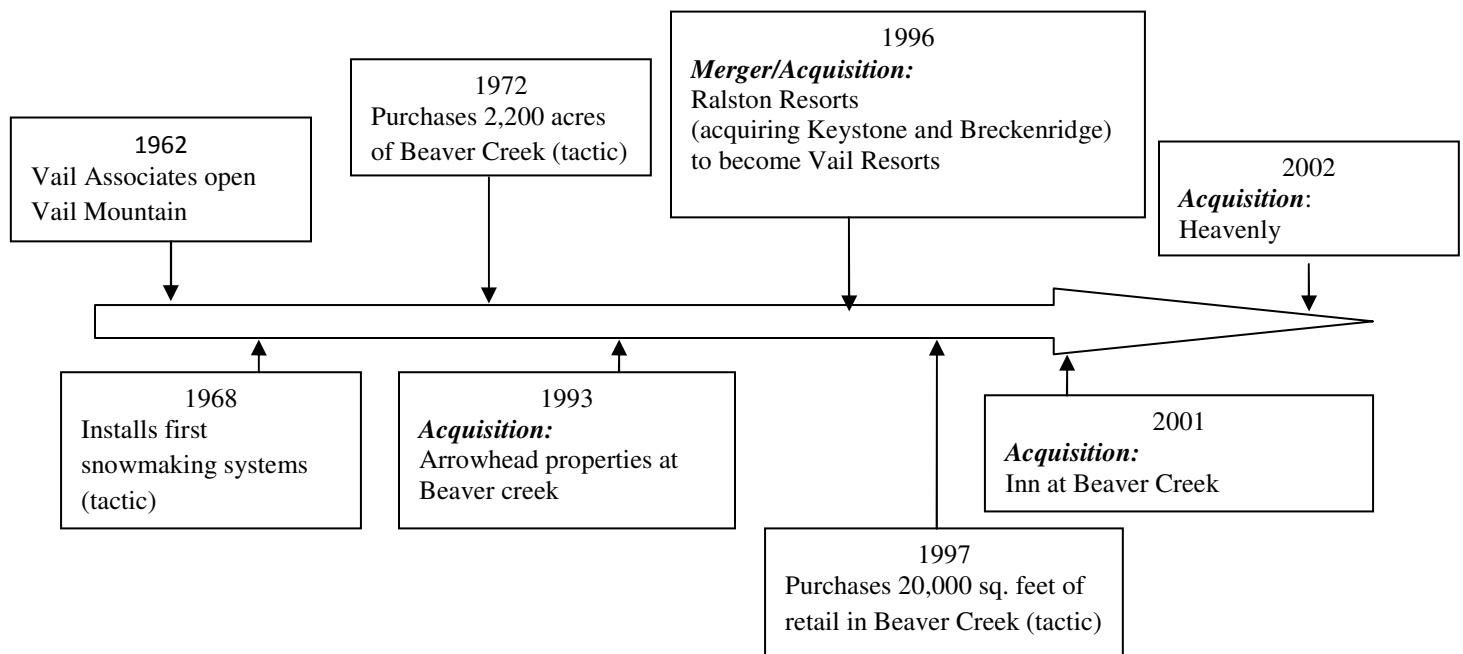 1962
Vail Associates open
Vail Mountain
1968
Installs first
snowmaking systems
(tactic)
1972
Purchases 2,200 acres
of Beaver Creek (tactic)
1993
Acquisition:
Arrowhead properties at
Beaver creek
1996
Merger/Acquisition:
Ralston Resorts
(acquiring Keystone and Breckenridge)
to become Vail Resorts
1997
Purchases 20,000 sq. feet of
retail in Beaver Creek (tactic)
2001
Acquisition:
Inn at Beaver Creek
2002
Acquisition:
Heavenly